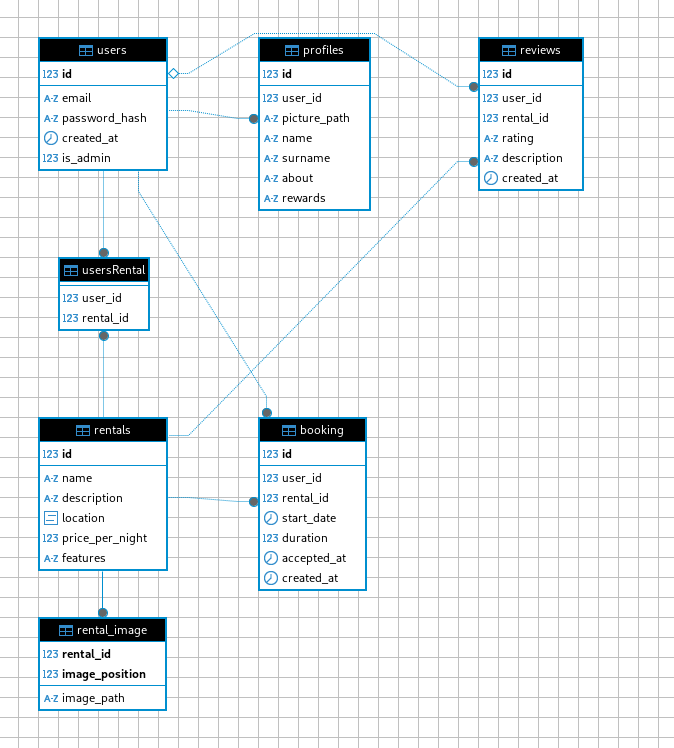 users
123 id
A-Z email
A-Z password_hash
created_at
123 is_admin
profiles
123 id
123 user_id
A-Z picture_path
A-Z name
A-Z surname
A-Z about
A-Z rewards
reviews
123 id
123 user_id
123 rental_id
A-Z rating
A-Z description
created_at
usersRental
123 user_id
123 rental_id
rentals
123 id
A-Z name
A-Z description
location
123 price_per_night
A-Z features
booking
123 id
123 user_id
123 rental_id
start_date
123 duration
accepted_at
created_at
rental_image
123 rental_id
123 image_position
A-Z image_path